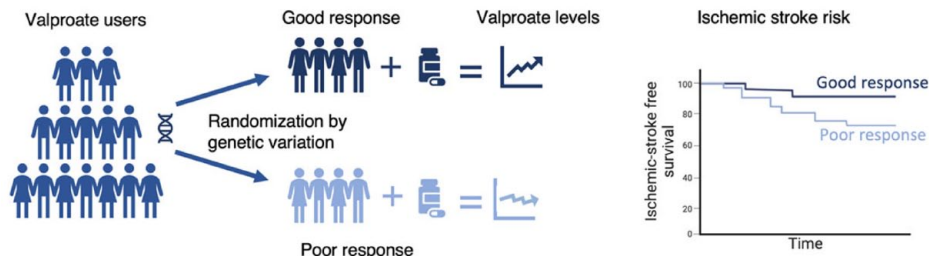 Valproate users
Good response
Valproate levels
Ischemic stroke risk
+
=
Randomization by
genetic variation
+
=
Poor response
Ischemic-stroke free
survival
100
80
60
40
20
0
Good response
Poor response
Time